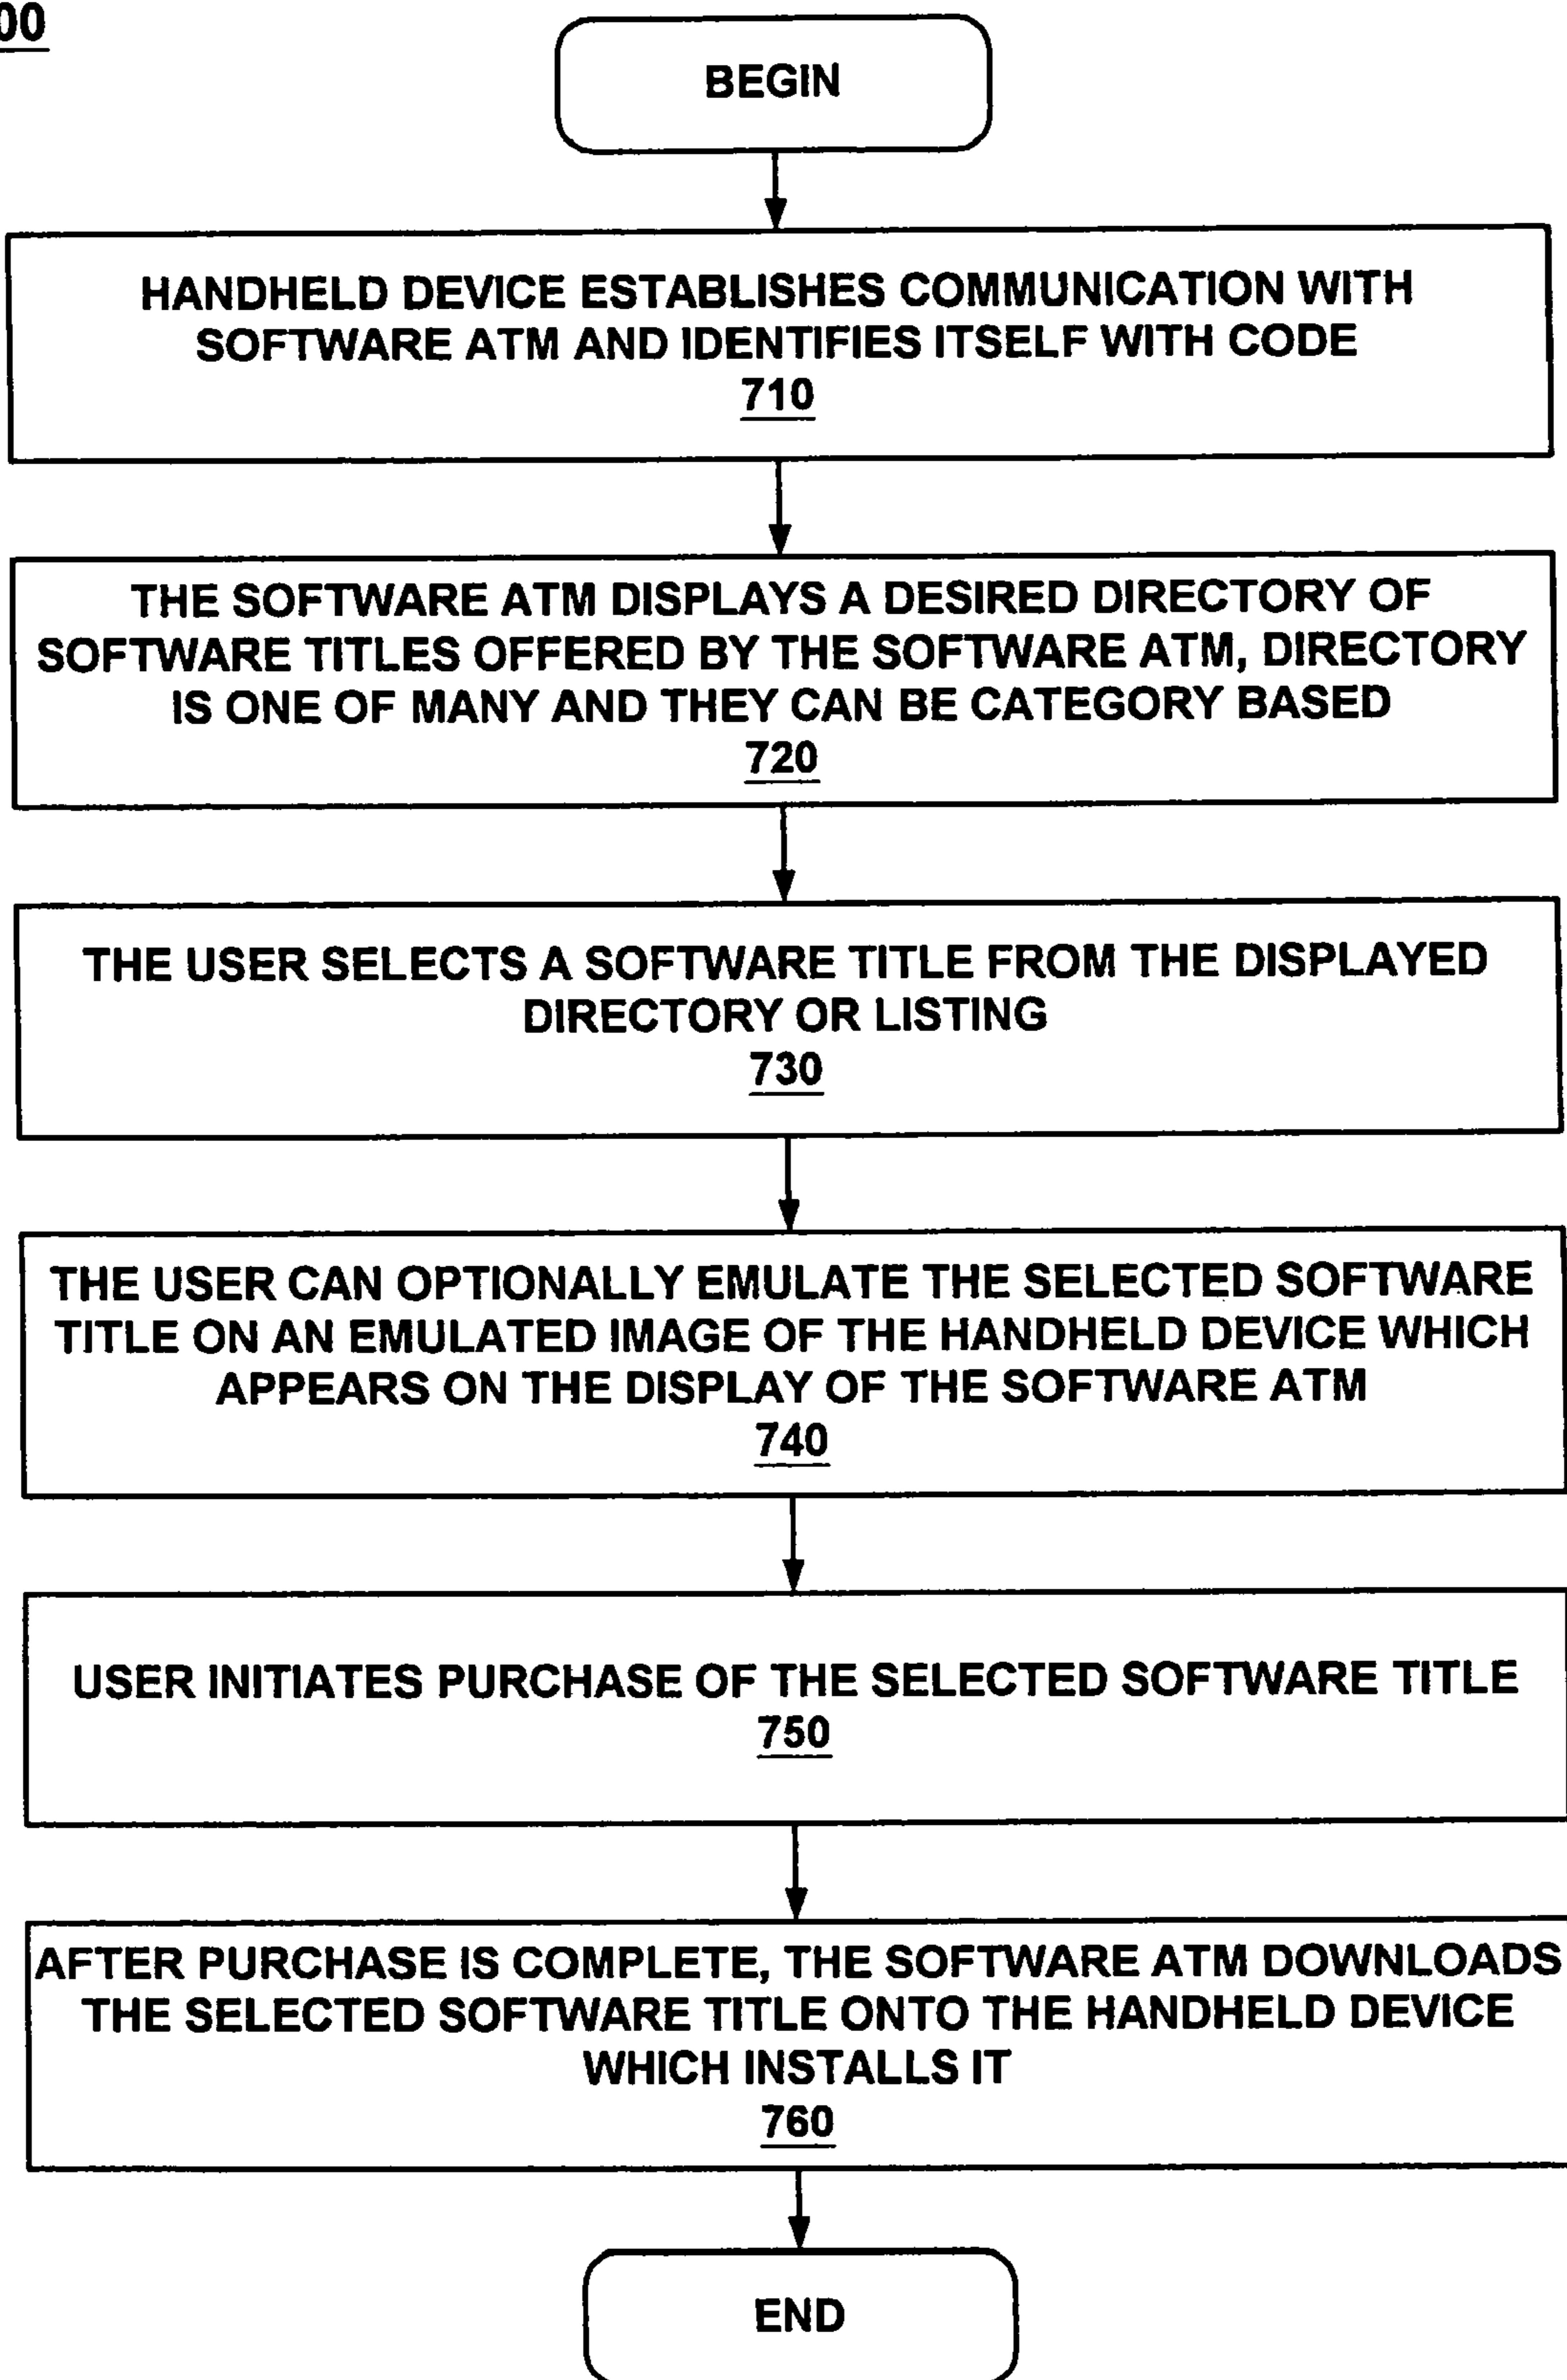 00
BEGIN
HANDHELD DEVICE ESTABLISHES COMMUNICATION WITH
SOFTWARE ATM AND IDENTIFIES ITSELF WITH CODE
710
THE SOFTWARE ATM DISPLAYS A DESIRED DIRECTORY OF
SOFTWARE TITLES OFFERED BY THE SOFTWARE ATM, DIRECTORY
IS ONE OF MANY AND THEY CAN BE CATEGORY BASED
720
THE USER SELECTS A SOFTWARE TITLE FROM THE DISPLAYED
DIRECTORY OR LISTING
730
THE USER CAN OPTIONALLY EMULATE THE SELECTED SOFTWARE
TITLE ON AN EMULATED IMAGE OF THE HANDHELD DEVICE WHICH
APPEARS ON THE DISPLAY OF THE SOFTWARE ATM
740
USER INITIATES PURCHASE OF THE SELECTED SOFTWARE TITLE
750
AFTER PURCHASE IS COMPLETE, THE SOFTWARE ATM DOWNLOADS
THE SELECTED SOFTWARE TITLE ONTO THE HANDHELD DEVICE
WHICH INSTALLS IT
760
END